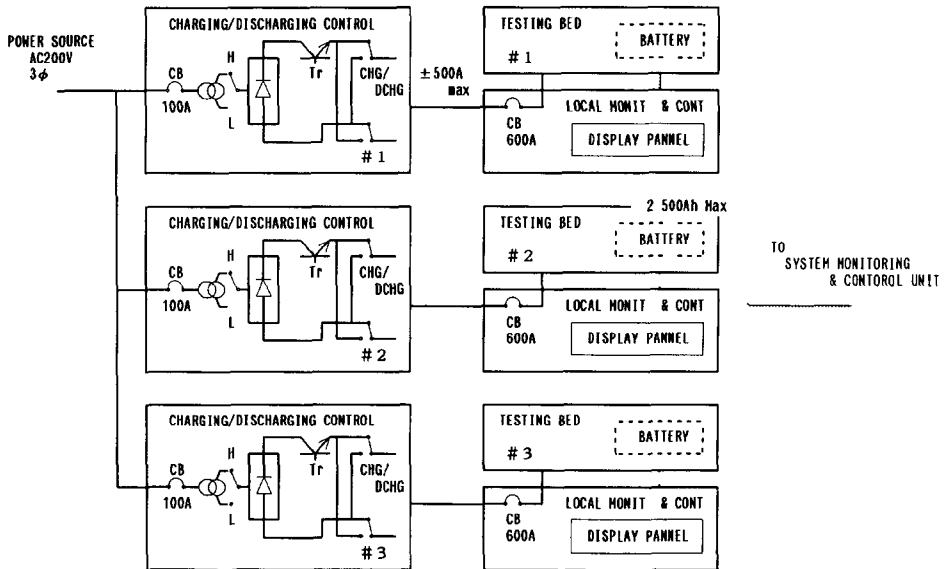 POWER SOURCE
AC200V
3φ
CHARGING/DISCHARGING CONTROL
CB
100A
H
L
Tr
CHG/
DCHG
#1
±500A
max
TESTING BED
BATTERY
#1
LOCAL MONIT & CONT
DISPLAY PANNEL
CB
600A
CHARGING/DISCHARGING CONTROL
CB
100A
H
L
Tr
CHG/
DCHG
#2
2 500Ah Max
TESTING BED
BATTERY
#2
LOCAL MONIT & CONT
DISPLAY PANNEL
CB
600A
TO
SYSTEM MONITORING
& CONTOROL UNIT
CHARGING/DISCHARGING CONTROL
CB
100A
H
L
Tr
CHG/
DCHG
#3
TESTING BED
BATTERY
#3
LOCAL MONIT & CONT
DISPLAY PANNEL
CB
600A